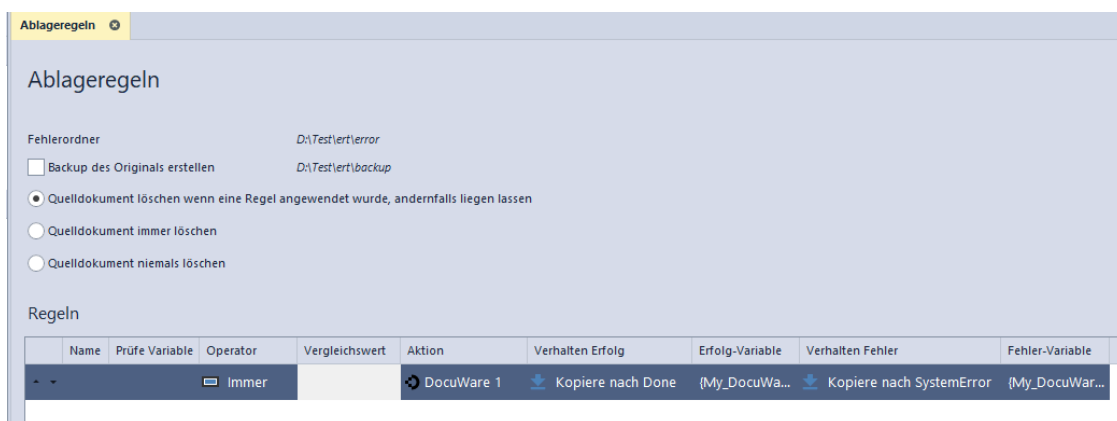 Ablageregeln
Ablageregeln
Fehlerordner D:\Test\ert\error
Backup des Originals erstellen D:\Test\ert\backup
Quelldokument löschen wenn eine Regel angewendet wurde, andernfalls liegen lassen
Quelldokument immer löschen
Quelldokument niemals löschen
Regeln
Name Prüfe Variable Operator Vergleichswert Aktion Verhalten Erfolg Erfolg-Variable Verhalten Fehler Fehler-Variable
Immer DocuWare 1 Kopiere nach Done {My_DocuWa... Kopiere nach SystemError {My_DocuWar...